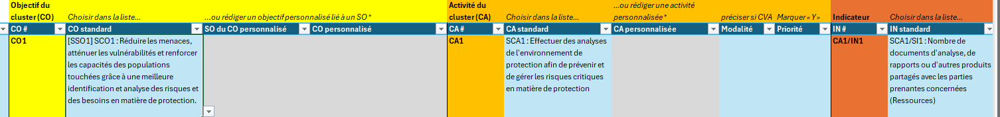 Objectif du
cluster (CO) Choisir dans la liste... ...ou rédiger un objectif personnalisé lié à un SO*
CO # CO standard SO du CO personnalisé CO personnalisé
CO1
[SSO1] SCO1 : Réduire les menaces,
atténuer les vulnérabilités et renforcer
les capacités des populations
touchées grâce à une meilleure
identification et analyse des risques et
des besoins en matière de protection.
Activité du
cluster (CA) Choisir dans la liste...
...ou rédiger une activité
personnalisée*
préciser si CVA Marquer « Y »
CA # CA standard CA personnalisée Modalité Priorité
CA1
SCA1 : Effectuer des analyses
de l'environnement de
protection afin de prévenir et
de gérer les risques critiques
en matière de protection
Indicateur Choisir dans la liste...
IN # IN standard
CA1/IN1
SCA1/SI1 : Nombre de
documents d'analyse, de
rapports ou d'autres produits
partagés avec les parties
prenantes concernées
(Ressources)